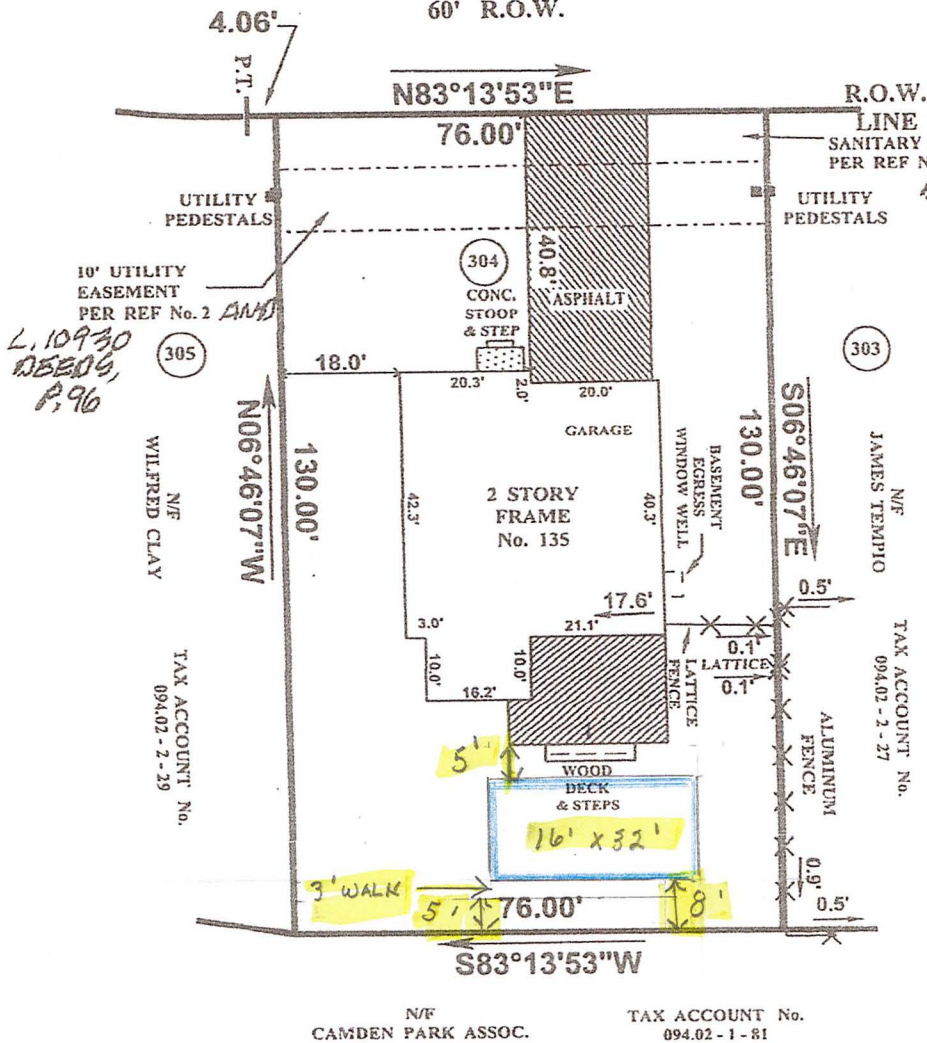 60' R.O.W.
4.06'
P.T.
N83°13'53"E
76.00'
R.O.W.
LINE
SANITARY
PER REF N
UTILITY
PEDESTALS
UTILITY
PEDESTALS
10' UTILITY
EASEMENT
PER REF No. 2 AND
L. 10930
DEEDS,
P. 96
304
CONC.
STOOP
& STEP
40.8'
ASPHALT
305
303
18.0'
20.3'
2.0'
20.0'
GARAGE
N06°46'07"W
130.00'
BASEMENT
EGRESS
WINDOW WELL
130.00'
S06°46'07"E
N/F
WILFRED CLAY
N/F
JAMES TEMPIO
42.3'
2 STORY
FRAME
No. 135
40.3'
17.6'
0.5'
3.0'
21.1'
0.1'
LATTICE
0.1'
LATTICE
FENCE
10.0'
10.0'
16.2'
TAX ACCOUNT No.
094.02 - 2 - 29
TAX ACCOUNT No.
094.02 - 2 - 27
ALUMINUM
FENCE
5'
WOOD
DECK
& STEPS
16' x 32'
3' WALK
5'
76.00'
8'
0.9'
0.5'
S83°13'53"W
N/F
CAMDEN PARK ASSOC.
TAX ACCOUNT No.
094.02 - 1 - 81